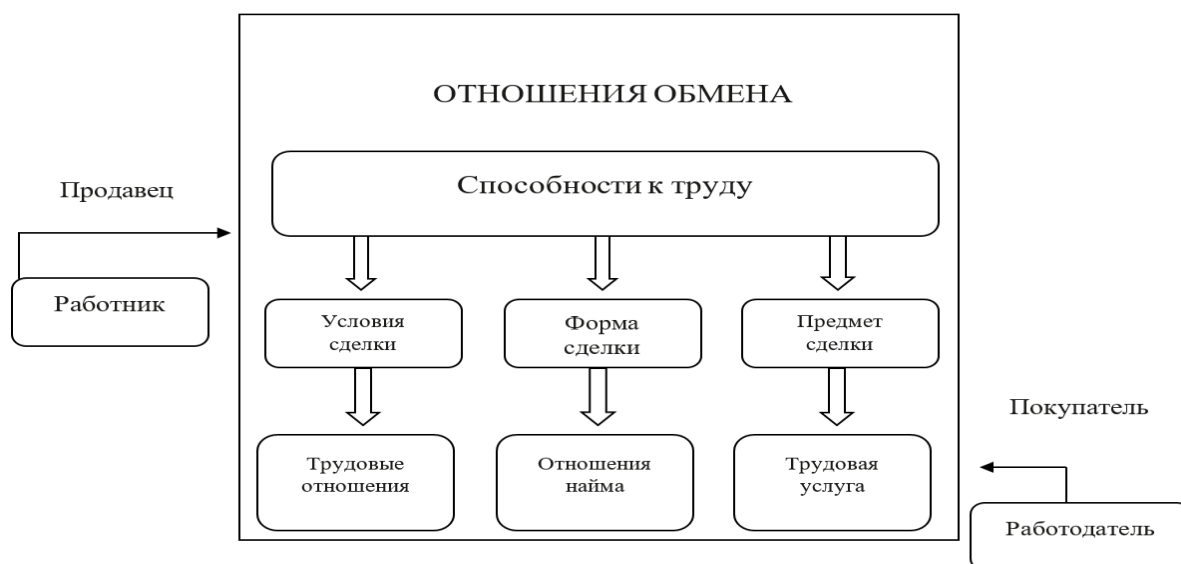 ОТНОШЕНИЯ ОБМЕНА
Способности к труду
Продавец
Работник
Условия
сделки
Форма
сделки
Предмет
сделки
Покупатель
Трудовые
отношения
Отношения
найма
Трудовая
услуга
Работодатель